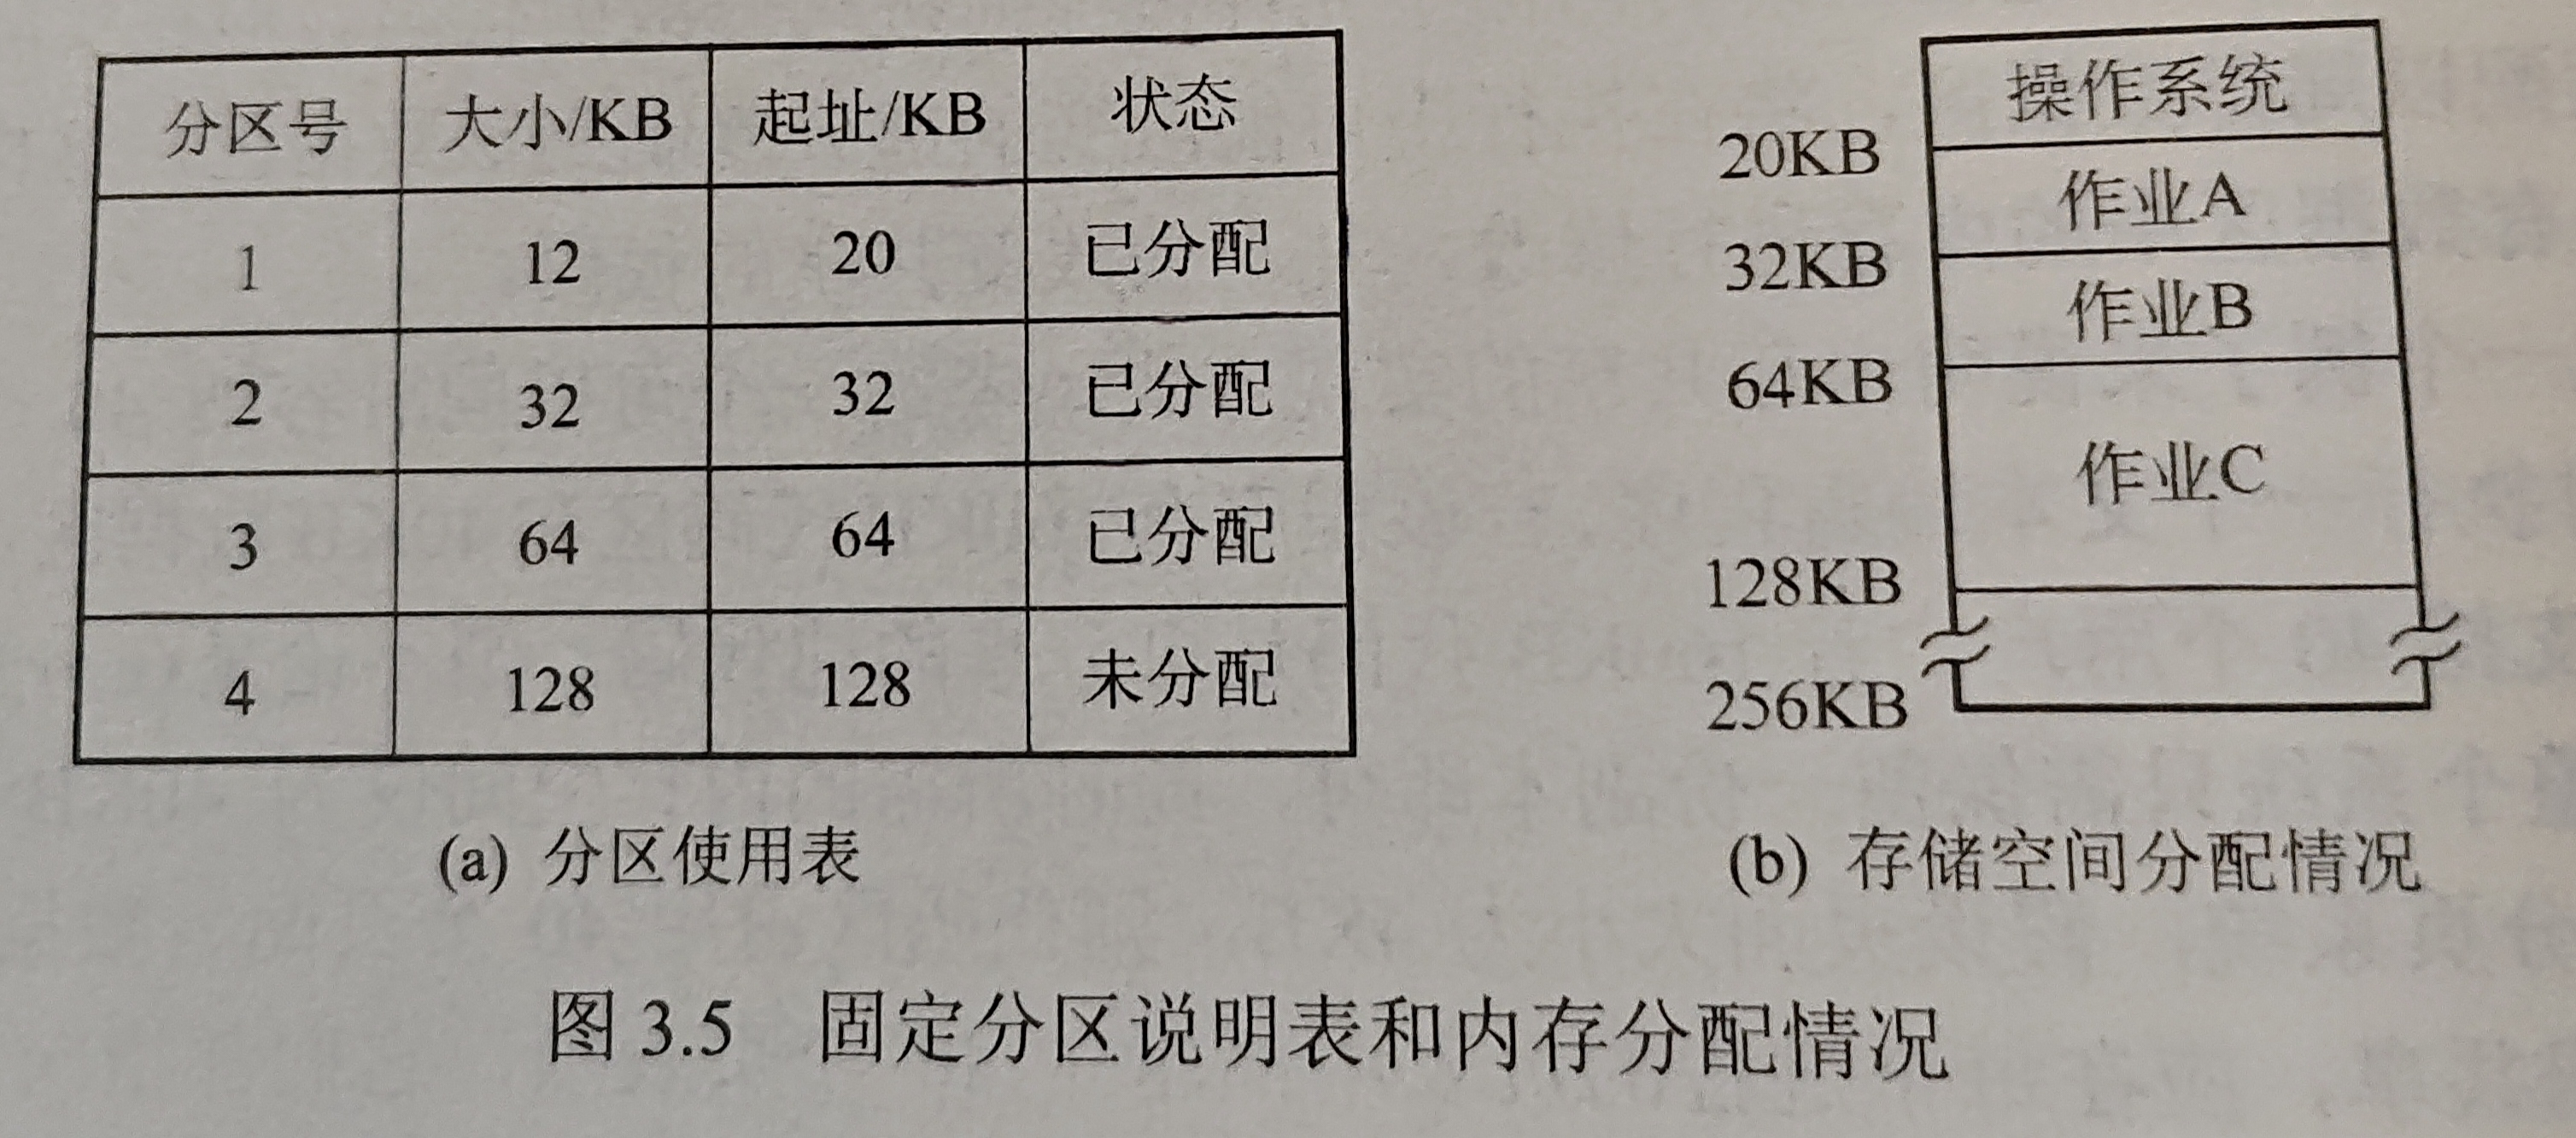 分区号 大小/KB 起址/KB 状态
1 12 20 已分配
2 32 32 已分配
3 64 64 已分配
4 128 128 未分配
(a) 分区使用表
操作系统
20KB
作业A
32KB
作业B
64KB
作业C
128KB
256KB
(b) 存储空间分配情况
图 3.5 固定分区说明表和内存分配情况